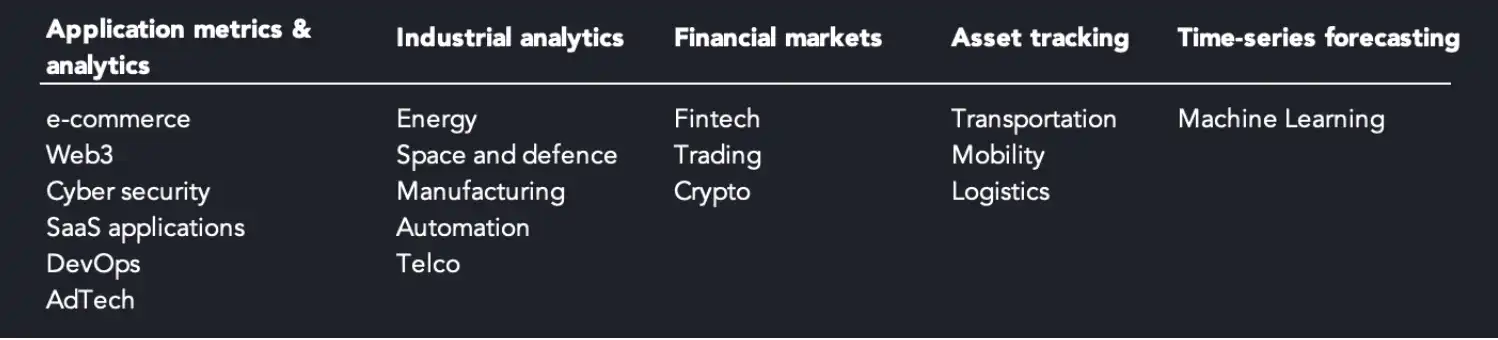 Application metrics &
analytics
Industrial analytics
Financial markets
Asset tracking
Time-series forecasting
e-commerce
Energy
Fintech
Transportation
Machine Learning
Web3
Space and defence
Trading
Mobility
Cyber security
Manufacturing
Crypto
Logistics
SaaS applications
Automation
DevOps
Telco
AdTech